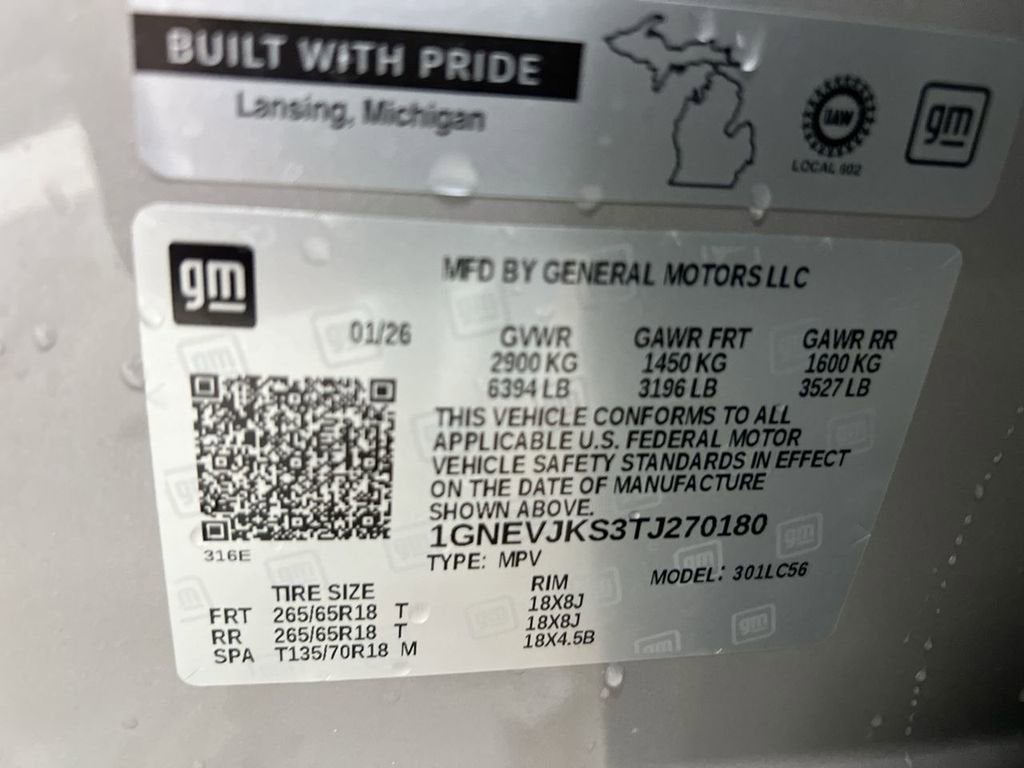 BUILT WITH PRIDE
Lansing, Michigan
UAW
LOCAL 602
gm
gm
MFD BY GENERAL MOTORS LLC
01/26
GVWR GAWR FRT GAWR RR
2900 KG 1450 KG 1600 KG
6394 LB 3196 LB 3527 LB
THIS VEHICLE CONFORMS TO ALL
APPLICABLE U.S. FEDERAL MOTOR
VEHICLE SAFETY STANDARDS IN EFFECT
ON THE DATE OF MANUFACTURE
SHOWN ABOVE.
1GNEVJKS3TJ270180
316E
TYPE: MPV MODEL: 301LC56
TIRE SIZE RIM
FRT 265/65R18 T 18X8J
RR 265/65R18 T 18X8J
SPA T135/70R18 M 18X4.5B